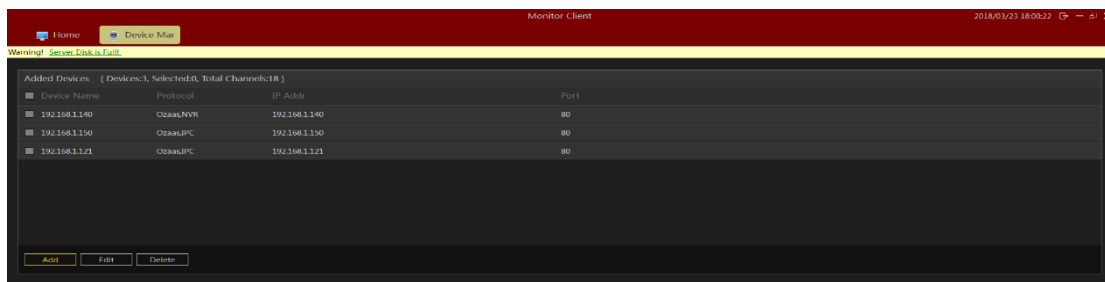 Monitor Client
2018/03/23 18:00:22
Home Device Mar
Warning! Server Disk is Full!
Added Devices ( Devices:3, Selected:0, Total Channels:18 )
Device Name Protocol IP Addr Port
192.168.1.140 Ozaas,NVR 192.168.1.140 80
192.168.1.150 Ozaas,IPC 192.168.1.150 80
192.168.1.121 Ozaas,IPC 192.168.1.121 80
Add Edit Delete